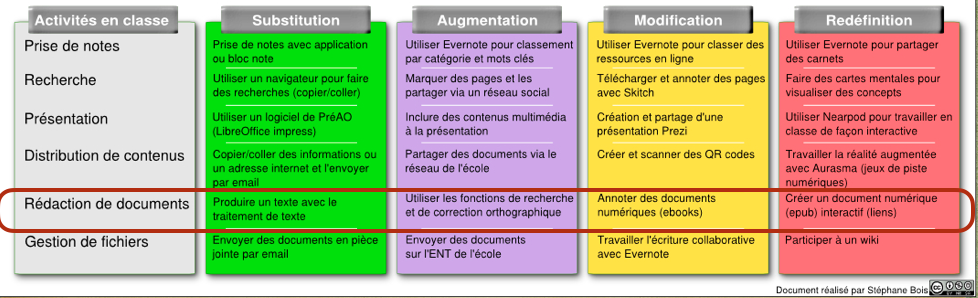 Activités en classe
Substitution
Augmentation
Modification
Redéfinition
Prise de notes
Prise de notes avec application
ou bloc note
Utiliser Evernote pour classement
par catégorie et mots clés
Utiliser Evernote pour classer des
ressources en ligne
Utiliser Evernote pour partager
des carnets
Recherche
Utiliser un navigateur pour faire
des recherches (copier/coller)
Marquer des pages et les
partager via un réseau social
Télécharger et annoter des pages
avec Skitch
Faire des cartes mentales pour
visualiser des concepts
Présentation
Utiliser un logiciel de PréAO
(LibreOffice impress)
Inclure des contenus multimédia
à la présentation
Création et partage d'une
présentation Prezi
Utiliser Nearpod pour travailler en
classe de façon interactive
Distribution de contenus
Copier/coller des informations ou
un adresse internet et l'envoyer
par email
Partager des documents via le
réseau de l'école
Créer et scanner des QR codes
Travailler la réalité augmentée
avec Aurasma (jeux de piste
numériques)
Rédaction de documents
Produire un texte avec le
traitement de texte
Utiliser les fonctions de recherche
et de correction orthographique
Annoter des documents
numériques (ebooks)
Créer un document numérique
(epub) interactif (liens)
Gestion de fichiers
Envoyer des documents en pièce
jointe par email
Envoyer des documents
sur l'ENT de l'école
Travailler l'écriture collaborative
avec Evernote
Participer à un wiki
Document réalisé par Stéphane Bois